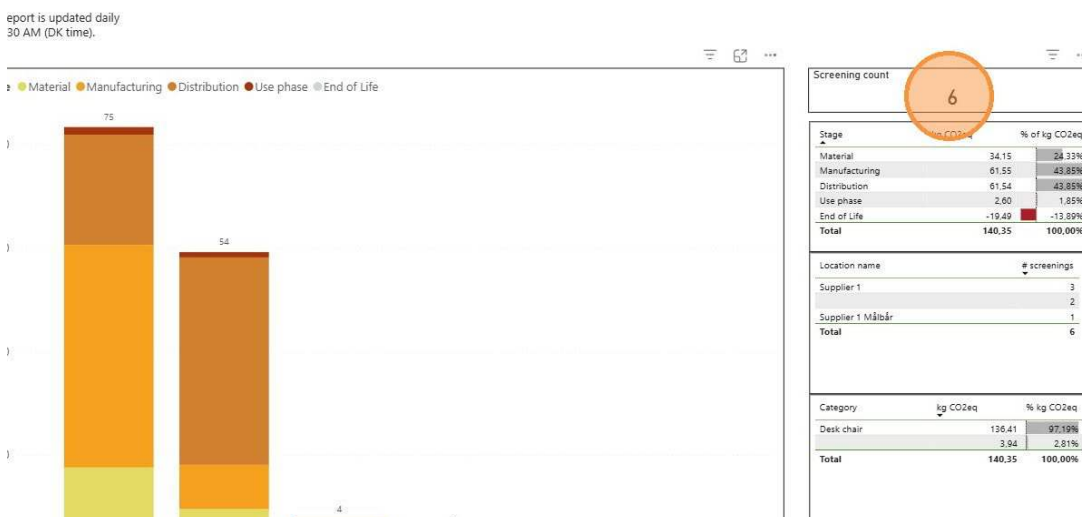 eport is updated daily
30 AM (DK time).
Material Manufacturing Distribution Use phase End of Life
75
54
4
Screening count
6
Stage kg CO2eq % of kg CO2eq
Material 34,15 24,33%
Manufacturing 61,55 43,85%
Distribution 61,54 43,85%
Use phase 2,60 1,85%
End of Life -19,49 -13,89%
Total 140,35 100,00%
Location name # screenings
Supplier 1 3
2
Supplier 1 Målbår 1
Total 6
Category kg CO2eq % kg CO2eq
Desk chair 136,41 97,19%
3,94 2,81%
Total 140,35 100,00%